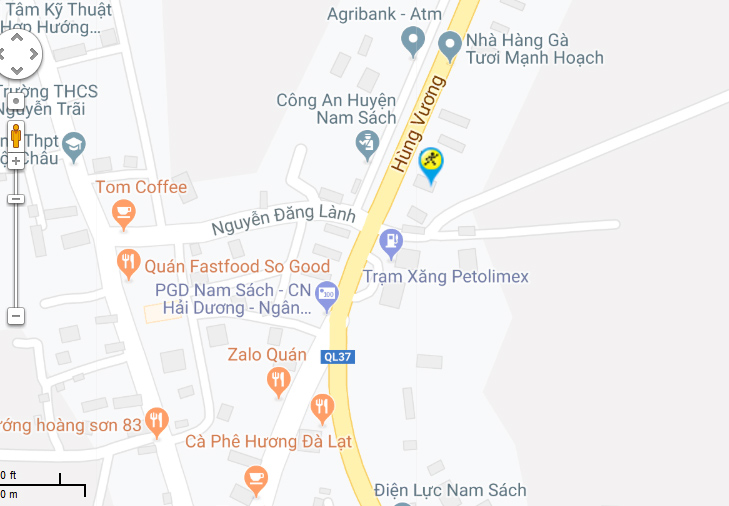 Tâm Kỹ Thuật
Hợp Hướng...
Agribank - Atm
Nhà Hàng Gà
Tươi Mạnh Hoạch
Trường THCS
Nguyễn Trãi
Công An Huyện
Nam Sách
Hùng Vương
Thpt
Châu
Tom Coffee
Nguyễn Đăng Lành
Quán Fastfood So Good
Trạm Xăng Petolimex
PGD Nam Sách - CN
Hải Dương - Ngân...
$00
QL37
Zalo Quán
ướng hoàng sơn 83
Cà Phê Hương Đà Lạt
0 ft
0 m
Điện Lực Nam Sách